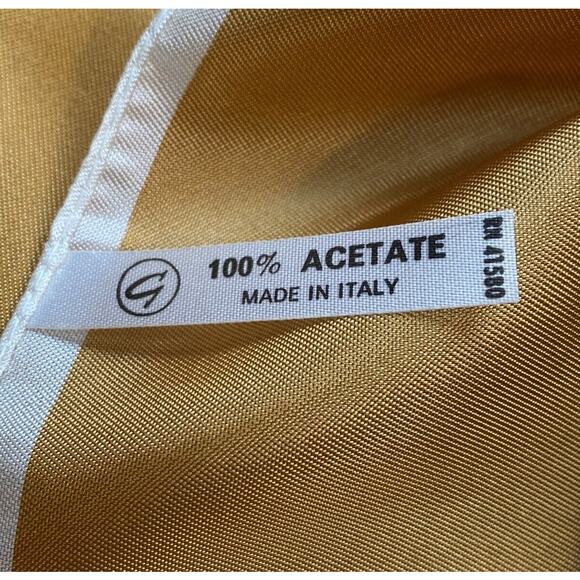 G
100% ACETATE
MADE IN ITALY
RN 41580